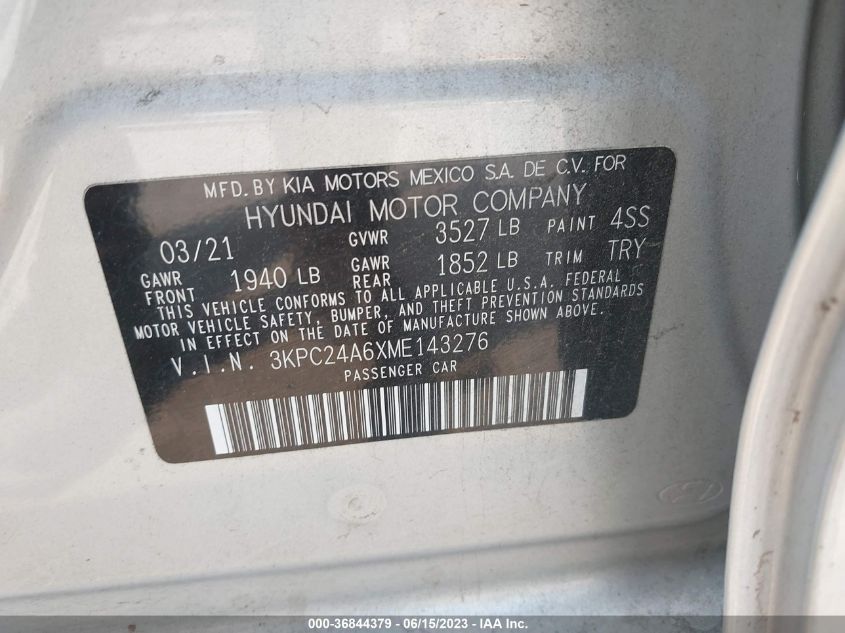 MFD. BY KIA MOTORS MEXICO S.A. DE C.V. FOR
HYUNDAI MOTOR COMPANY
03/21 GVWR 3527 LB PAINT 4SS
GAWR FRONT 1940 LB GAWR REAR 1852 LB TRIM TRY
THIS VEHICLE CONFORMS TO ALL APPLICABLE U.S.A. FEDERAL
MOTOR VEHICLE SAFETY, BUMPER, AND THEFT PREVENTION STANDARDS
IN EFFECT ON THE DATE OF MANUFACTURE SHOWN ABOVE.
V.I.N. 3KPC24A6XME143276
PASSENGER CAR
000-36844379 - 06/15/2023 - IAA Inc.